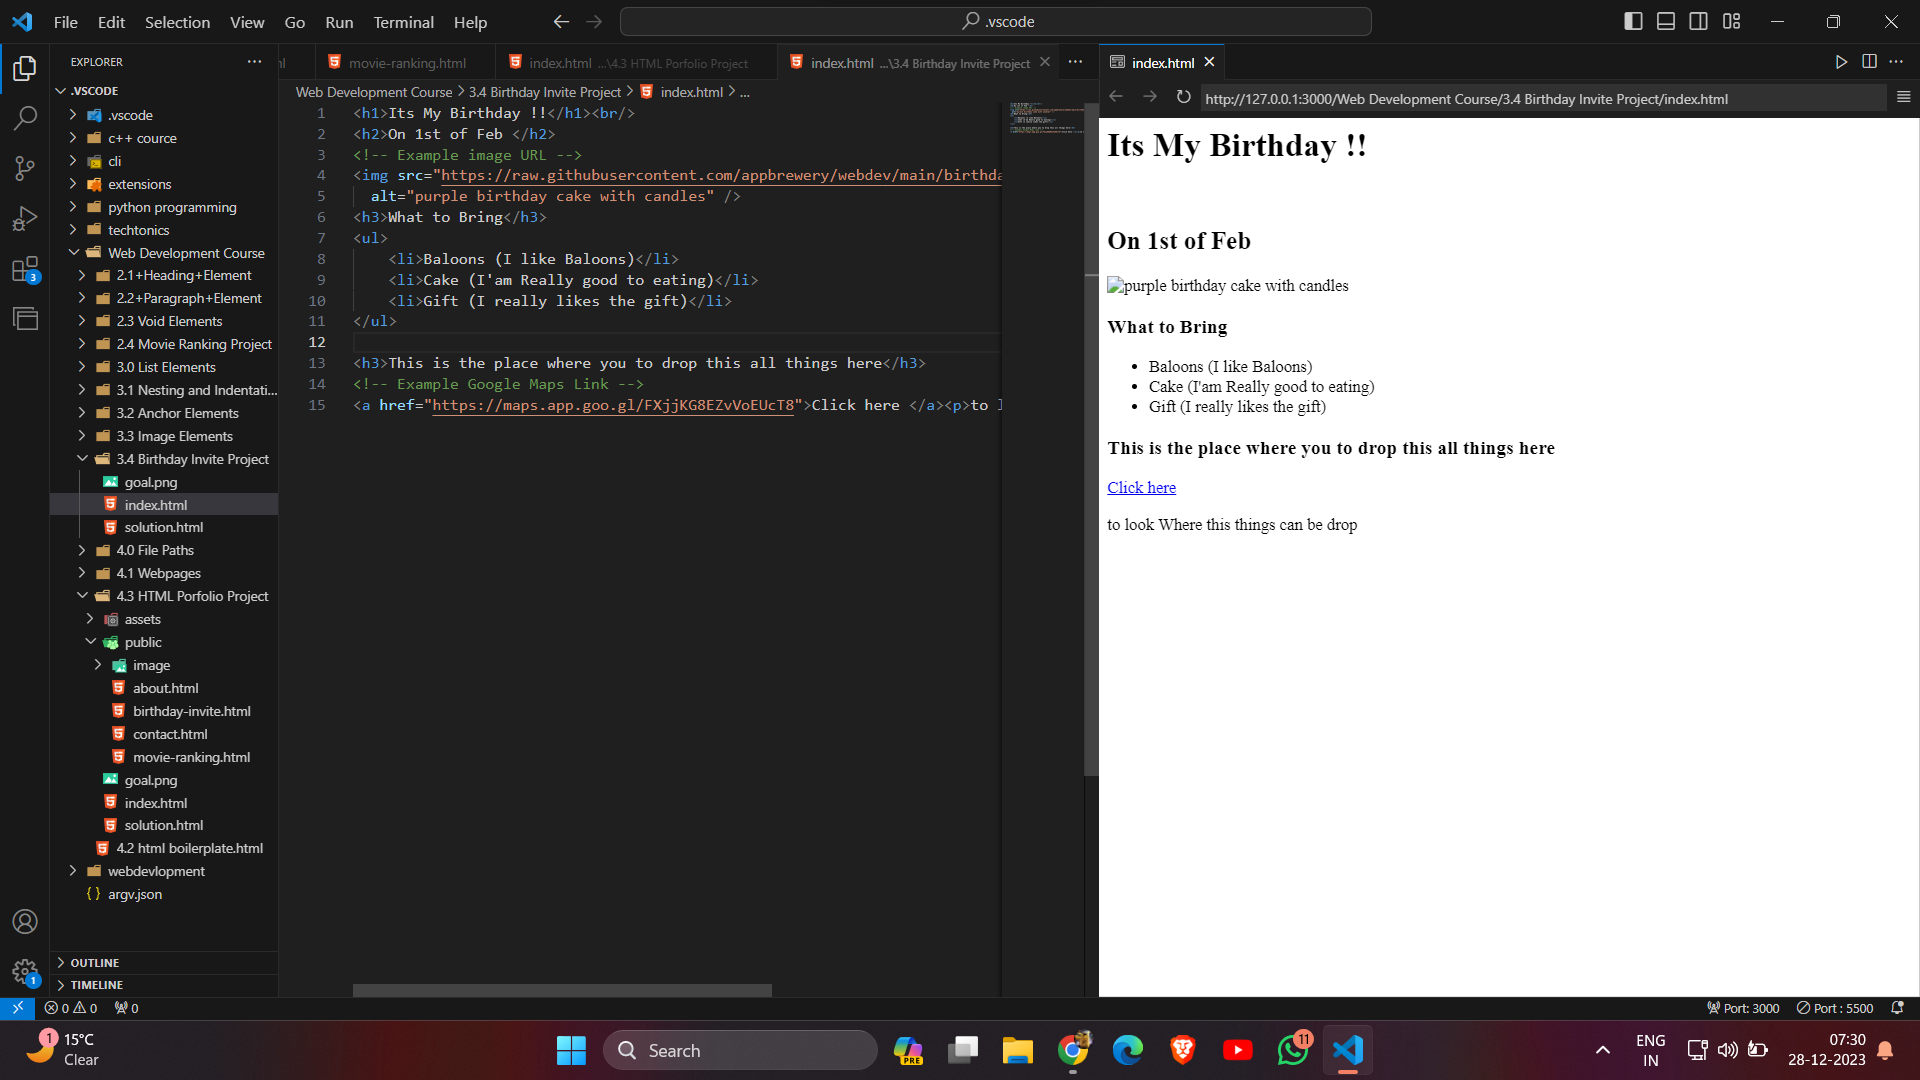 File Edit Selection View Go Run Terminal Help
.vscode
EXPLORER
.VSCODE
.vscode
c++ cource
cli
extensions
python programming
techtonics
Web Development Course
2.1+Heading+Element
2.2+Paragraph+Element
2.3 Void Elements
2.4 Movie Ranking Project
3.0 List Elements
3.1 Nesting and Indentati...
3.2 Anchor Elements
3.3 Image Elements
3.4 Birthday Invite Project
goal.png
index.html
solution.html
4.0 File Paths
4.1 Webpages
4.3 HTML Porfolio Project
assets
public
image
about.html
birthday-invite.html
contact.html
movie-ranking.html
goal.png
index.html
solution.html
4.2 html boilerplate.html
webdevlopment
argv.json
OUTLINE
TIMELINE
3
1
movie-ranking.html
index.html ...\4.3 HTML Porfolio Project
index.html ...\3.4 Birthday Invite Project
Web Development Course > 3.4 Birthday Invite Project > index.html > ...
1 <h1>Its My Birthday !!</h1><br/>
2 <h2>On 1st of Feb </h2>
3 <!-- Example image URL -->
4 <img src="https://raw.githubusercontent.com/appbrewery/webdev/main/birthda
5 alt="purple birthday cake with candles" />
6 <h3>What to Bring</h3>
7 <ul>
8 <li>Baloons (I like Baloons)</li>
9 <li>Cake (I'am Really good to eating)</li>
10 <li>Gift (I really likes the gift)</li>
11 </ul>
12
13 <h3>This is the place where you to drop this all things here</h3>
14 <!-- Example Google Maps Link -->
15 <a href="https://maps.app.goo.gl/FXjjKG8EZvVoEUcT8">Click here </a><p>to l
index.html
http://127.0.0.1:3000/Web Development Course/3.4 Birthday Invite Project/index.html
Its My Birthday !!
On 1st of Feb
purple birthday cake with candles
What to Bring
Baloons (I like Baloons)
Cake (I'am Really good to eating)
Gift (I really likes the gift)
This is the place where you to drop this all things here
Click here
to look Where this things can be drop
0 0 0
Port: 3000 Port : 5500
1 15°C
Clear
Search
PRE
11
ENG
IN
07:30
28-12-2023